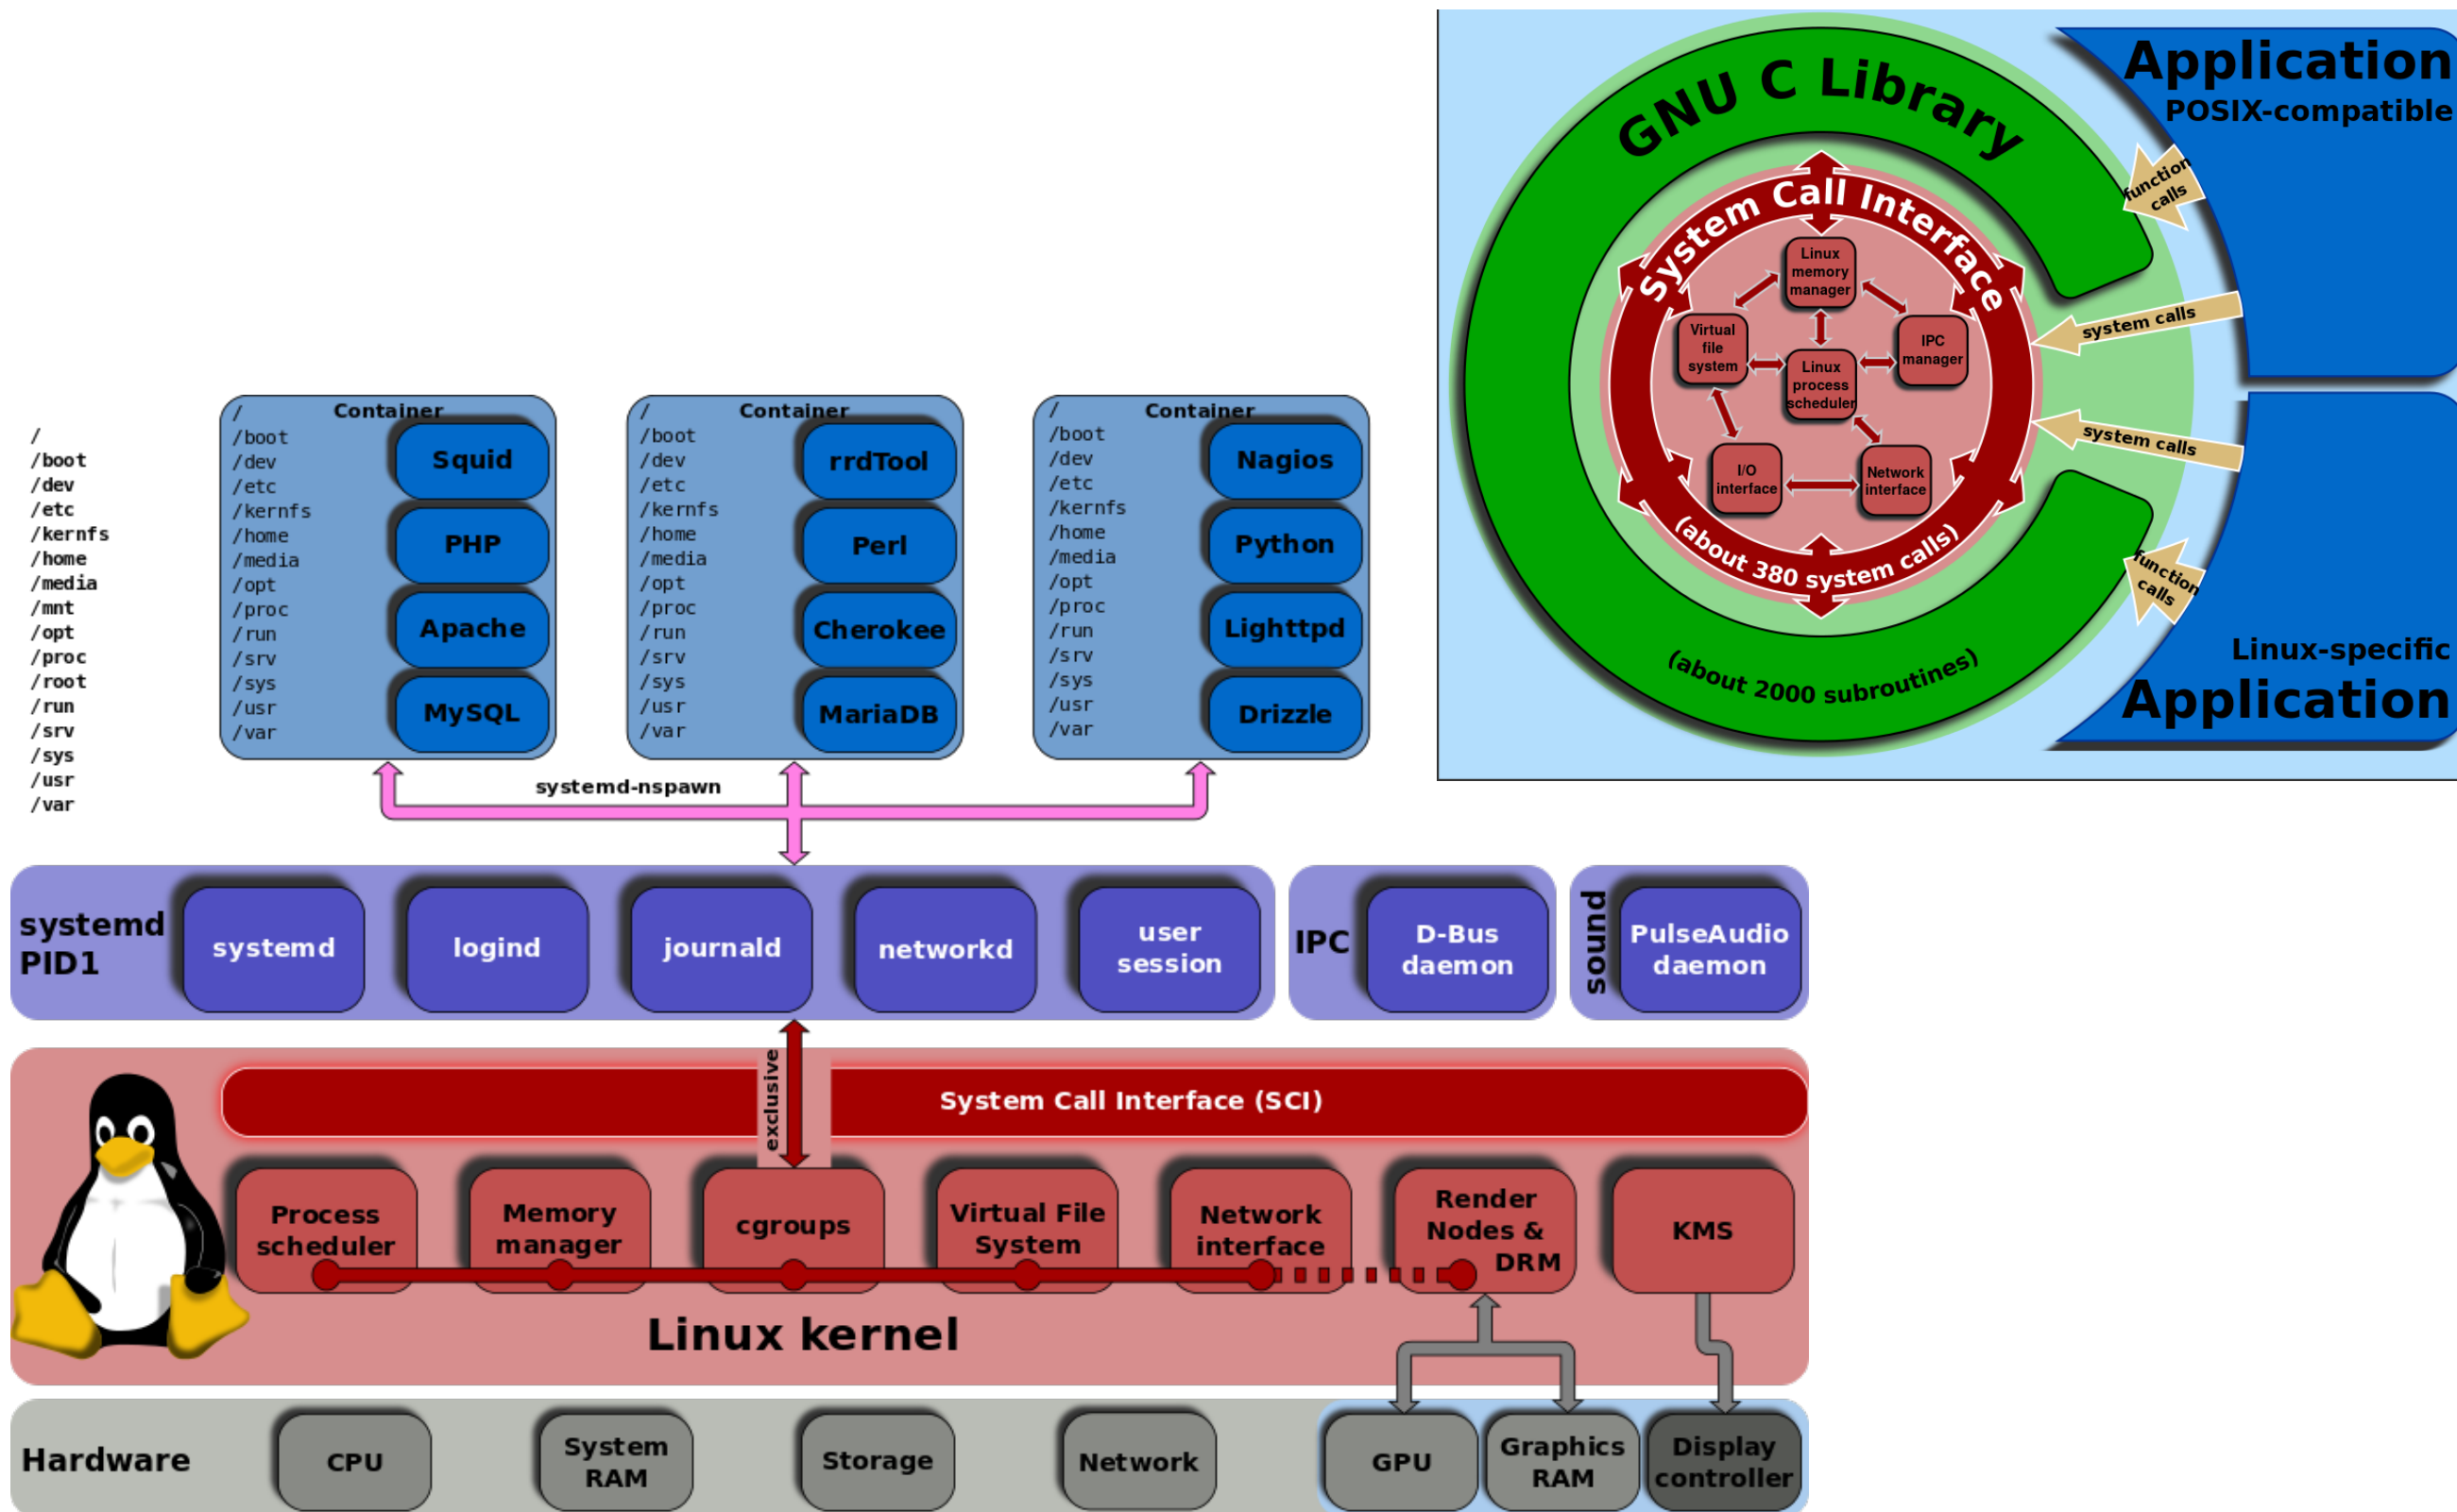 /
/boot
/dev
/etc
/kernfs
/home
/media
/mnt
/opt
/proc
/root
/run
/srv
/sys
/usr
/var
Container
/
/boot
/dev
/etc
/kernfs
/home
/media
/opt
/proc
/run
/srv
/sys
/usr
/var
Squid
PHP
Apache
MySQL
Container
/
/boot
/dev
/etc
/kernfs
/home
/media
/opt
/proc
/run
/srv
/sys
/usr
/var
rrdTool
Perl
Cherokee
MariaDB
Container
/
/boot
/dev
/etc
/kernfs
/home
/media
/opt
/proc
/run
/srv
/sys
/usr
/var
Nagios
Python
Lighttpd
Drizzle
systemd-nspawn
GNU C Library
System Call Interface
Linux
memory
manager
Virtual
file
system
IPC
manager
Linux
process
scheduler
I/O
interface
Network
interface
(about 380 system calls)
(about 2000 subroutines)
Application
POSIX-compatible
function
calls
system calls
system calls
function
calls
Linux-specific
Application
systemd
PID1
systemd
logind
journald
networkd
user
session
IPC
D-Bus
daemon
sound
PulseAudio
daemon
exclusive
System Call Interface (SCI)
Process
scheduler
Memory
manager
cgroups
Virtual File
System
Network
interface
Render
Nodes &
DRM
KMS
Linux kernel
Hardware
CPU
System
RAM
Storage
Network
GPU
Graphics
RAM
Display
controller